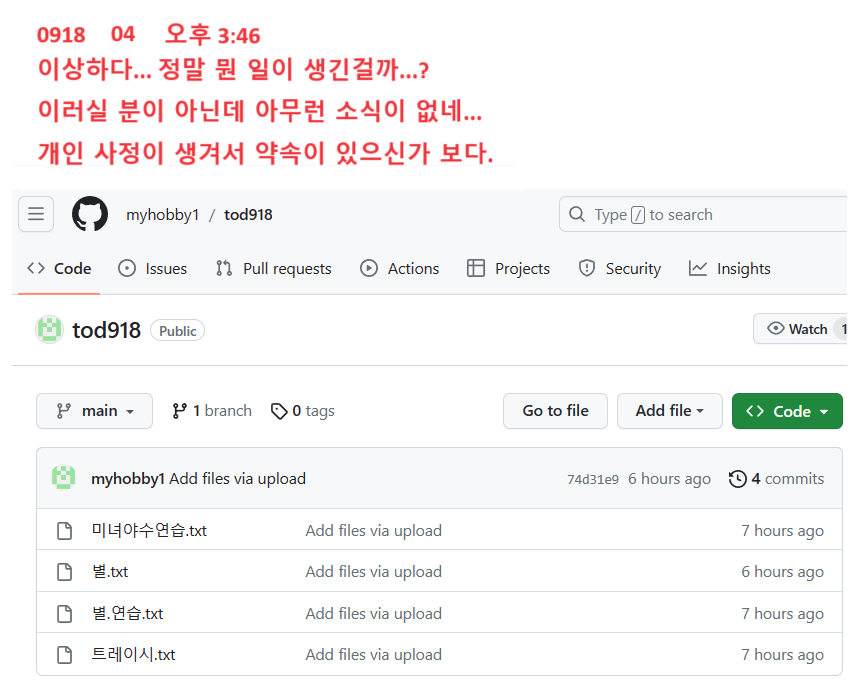 0918 04 오후 3:46
이상하다... 정말 뭔 일이 생긴걸까...?
이러실 분이 아닌데 아무런 소식이 없네...
개인 사정이 생겨서 약속이 있으신가 보다.
myhobby1 / tod918
Type / to search
Code Issues Pull requests Actions Projects Security Insights
tod918 Public
Watch 1
main 1 branch 0 tags Go to file Add file Code
myhobby1 Add files via upload 74d31e9 6 hours ago 4 commits
미녀야수연습.txt Add files via upload 7 hours ago
별.txt Add files via upload 6 hours ago
별.연습.txt Add files via upload 7 hours ago
트레이시.txt Add files via upload 7 hours ago